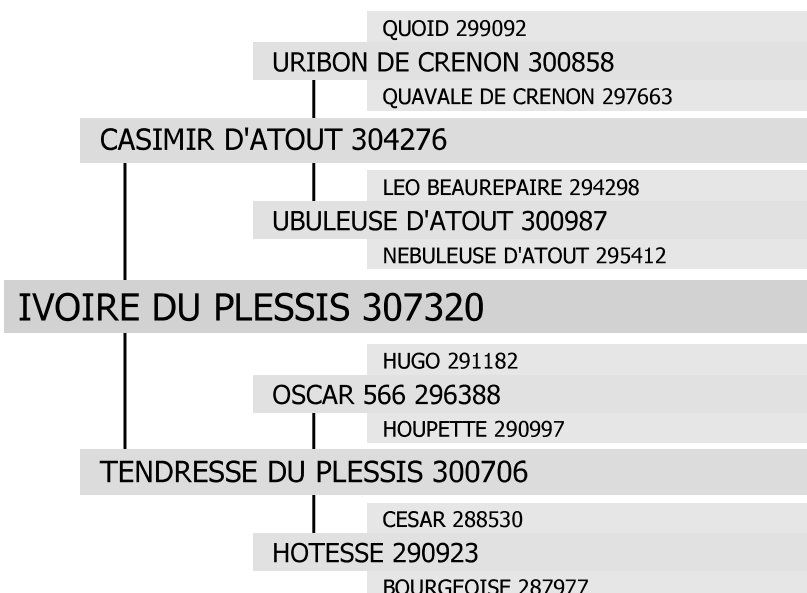 QUOID 299092
URIBON DE CRENON 300858
QUAVALE DE CRENON 297663
CASIMIR D'ATOUT 304276
LEO BEAUREPAIRE 294298
UBULEUSE D'ATOUT 300987
NEBULEUSE D'ATOUT 295412
IVOIRE DU PLESSIS 307320
HUGO 291182
OSCAR 566 296388
HOUPETTE 290997
TENDRESSE DU PLESSIS 300706
CESAR 288530
HOTESSE 290923
BOURGEOISE 287977